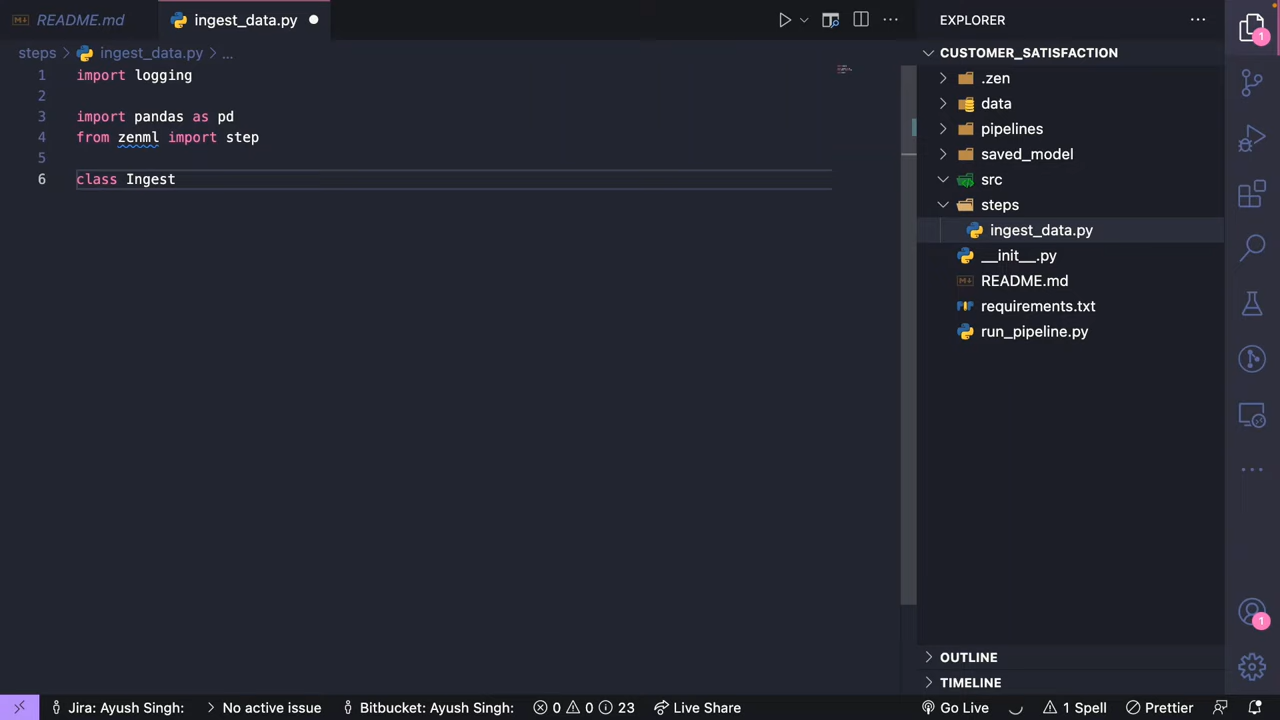 README.md
ingest_data.py
steps > ingest_data.py > ...
1 import logging
2
3 import pandas as pd
4 from zenml import step
5
6 class Ingest
EXPLORER
CUSTOMER_SATISFACTION
.zen
data
pipelines
saved_model
src
steps
ingest_data.py
__init__.py
README.md
requirements.txt
run_pipeline.py
OUTLINE
TIMELINE
1
1
Jira: Ayush Singh: > No active issue Bitbucket: Ayush Singh: 0 0 23 Live Share Go Live 1 Spell Prettier